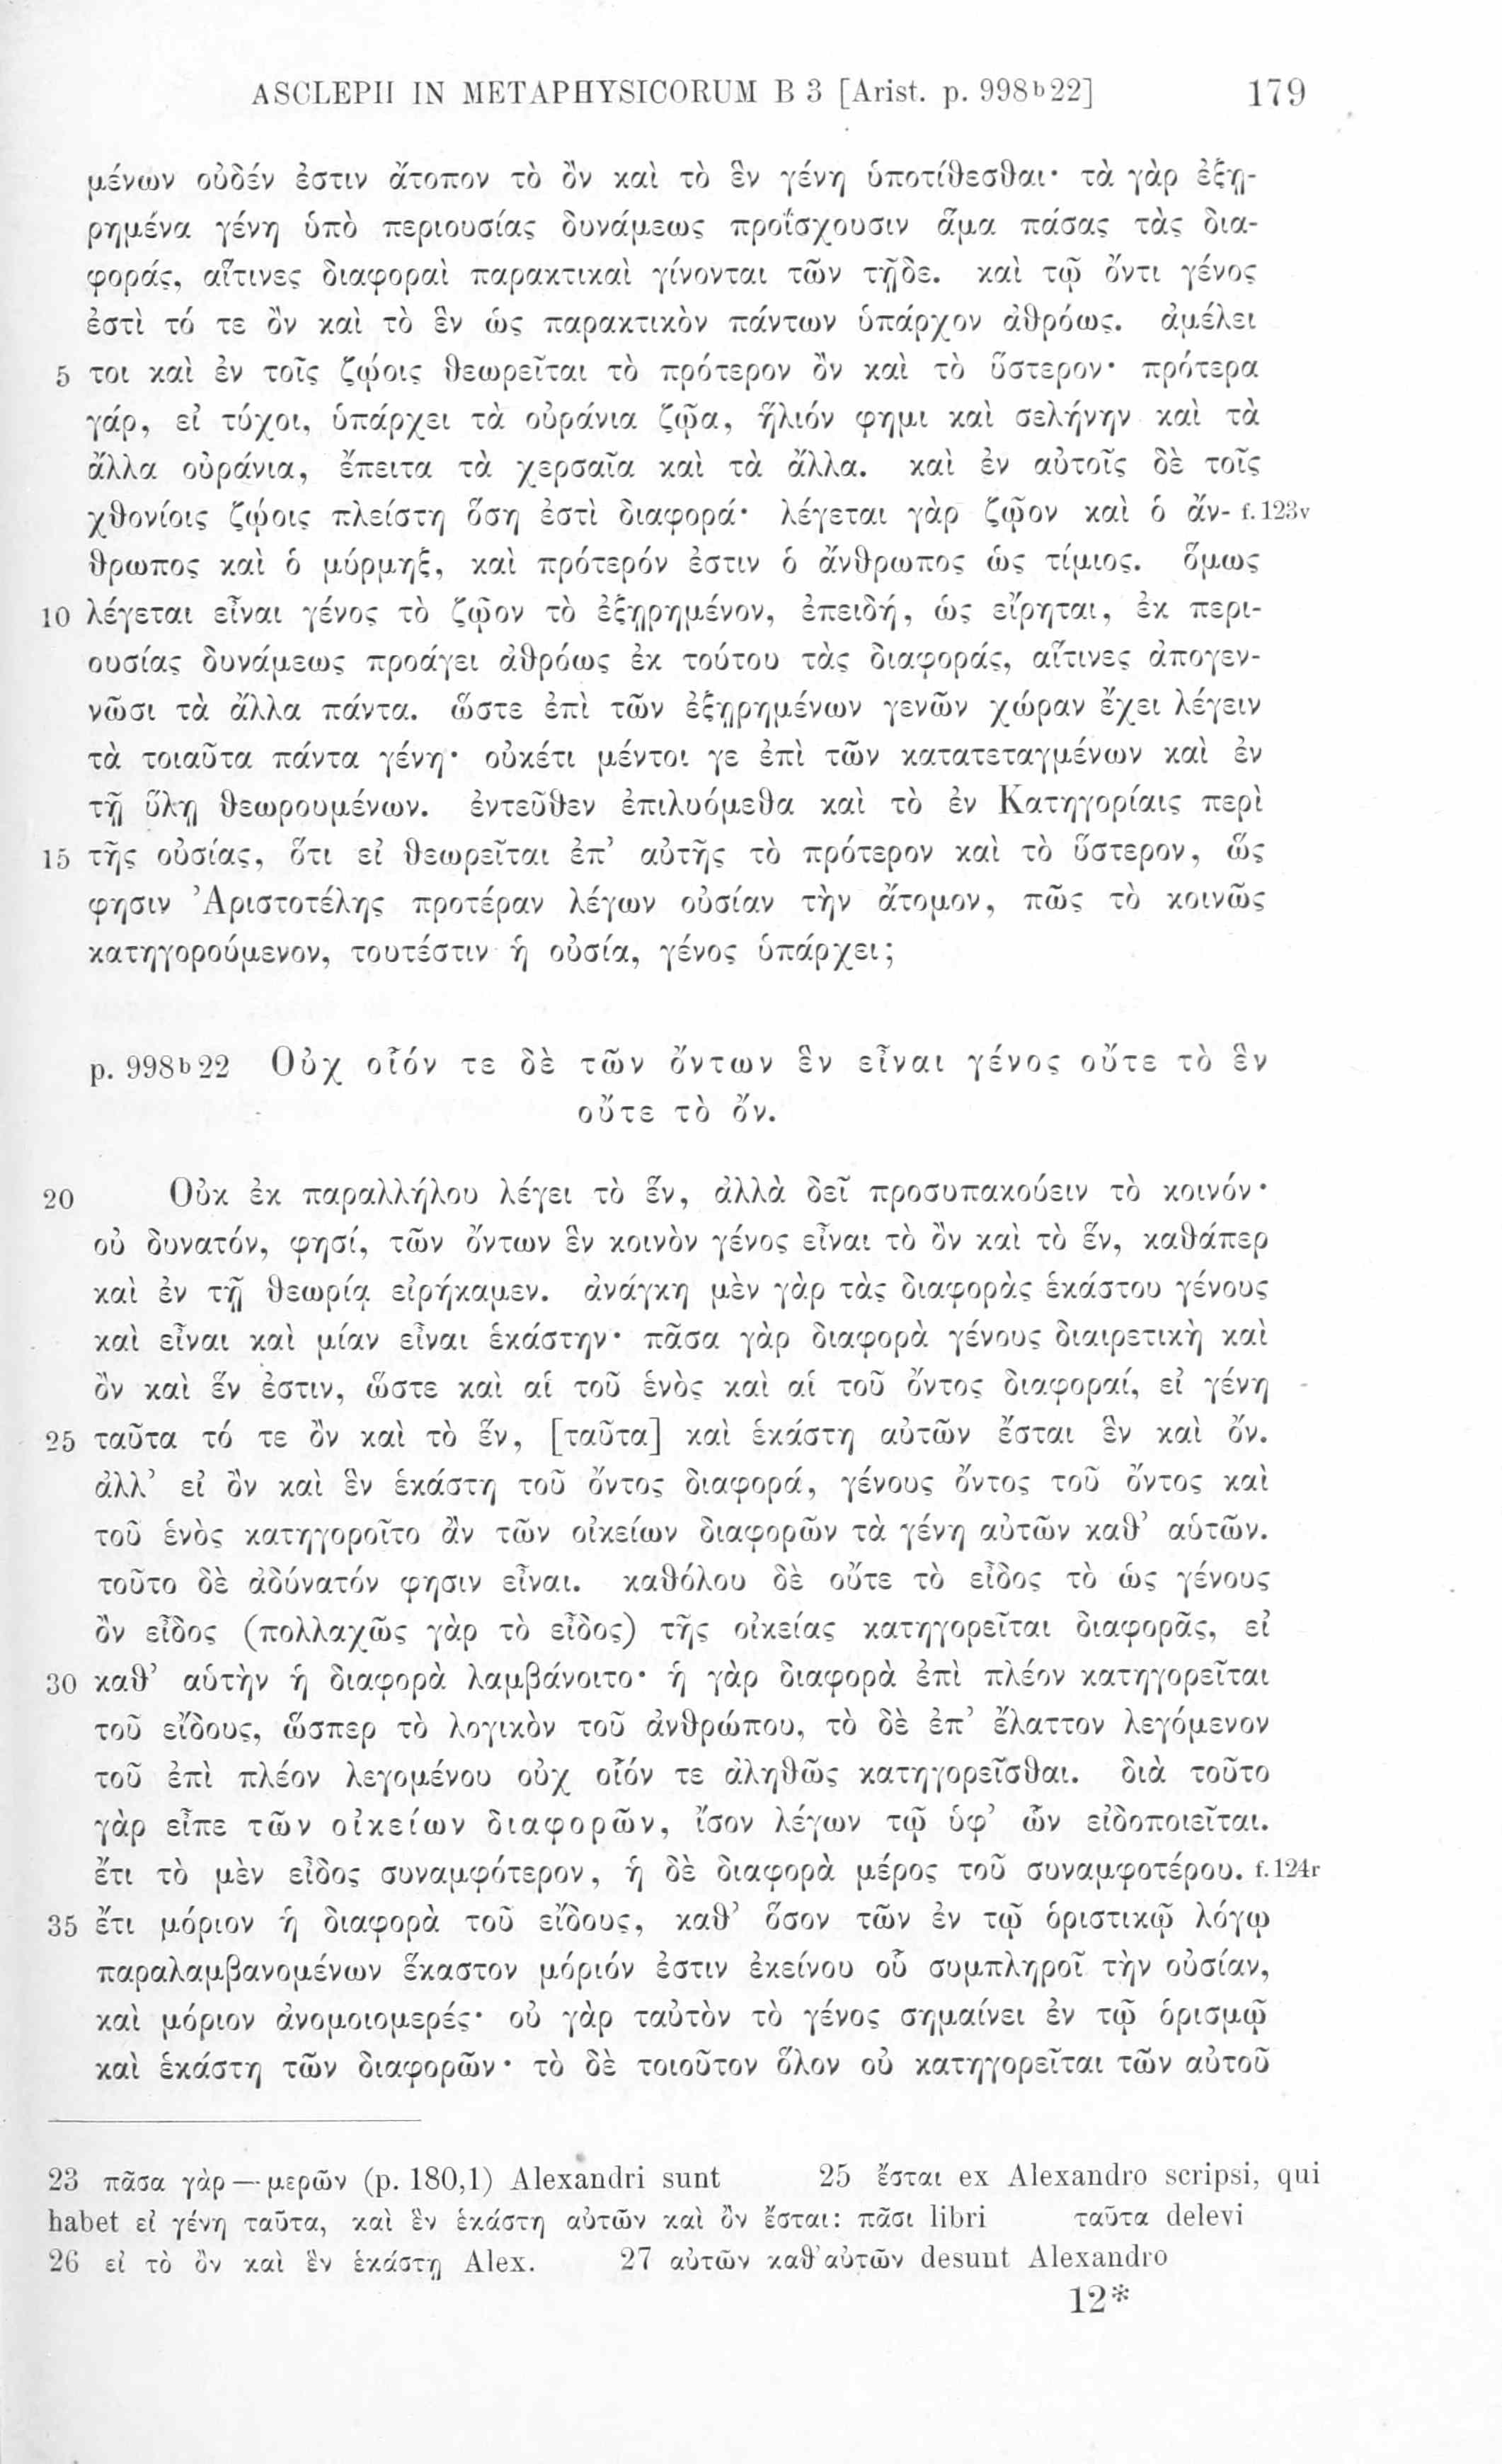 ASCLEPII IN METAPHYSICORUM B 3 [Arist. p. 998ᵇ22] 179
μένων οὐδέν ἐστιν ἄτοπον τὸ ὂν καὶ τὸ ἓν γένη ὑποτίθεσθαι· τὰ γὰρ ἐξῃ-
ρημένα γένη ὑπὸ περιουσίας δυνάμεως προΐσχουσιν ἅμα πάσας τὰς δια-
φοράς, αἵτινες διαφοραὶ παρακτικαὶ γίνονται τῶν τῇδε. καὶ τῷ ὄντι γένος
ἐστὶ τό τε ὂν καὶ τὸ ἓν ὡς παρακτικὸν πάντων ὑπάρχον ἀθρόως. ἀμέλει
5 τοι καὶ ἐν τοῖς ζῴοις θεωρεῖται τὸ πρότερον ὂν καὶ τὸ ὕστερον· πρότερα
γάρ, εἰ τύχοι, ὑπάρχει τὰ οὐράνια ζῷα, ἥλιόν φημι καὶ σελήνην καὶ τὰ
ἄλλα οὐράνια, ἔπειτα τὰ χερσαῖα καὶ τὰ ἄλλα. καὶ ἐν αὐτοῖς δὲ τοῖς
χθονίοις ζῴοις πλείστη ὅση ἐστὶ διαφορά· λέγεται γὰρ ζῷον καὶ ὁ ἄν- f. 123v
θρωπος καὶ ὁ μύρμηξ, καὶ πρότερόν ἐστιν ὁ ἄνθρωπος ὡς τίμιος. ὅμως
10 λέγεται εἶναι γένος τὸ ζῷον τὸ ἐξῃρημένον, ἐπειδή, ὡς εἴρηται, ἐκ περι-
ουσίας δυνάμεως προάγει ἀθρόως ἐκ τούτου τὰς διαφοράς, αἵτινες ἀπογεν-
νῶσι τὰ ἄλλα πάντα. ὥστε ἐπὶ τῶν ἐξῃρημένων γενῶν χώραν ἔχει λέγειν
τὰ τοιαῦτα πάντα γένη· οὐκέτι μέντοι γε ἐπὶ τῶν κατατεταγμένων καὶ ἐν
τῇ ὕλῃ θεωρουμένων. ἐντεῦθεν ἐπιλυόμεθα καὶ τὸ ἐν Κατηγορίαις περὶ
15 τῆς οὐσίας, ὅτι εἰ θεωρεῖται ἐπ’ αὐτῆς τὸ πρότερον καὶ τὸ ὕστερον, ὥς
φησιν Ἀριστοτέλης προτέραν λέγων οὐσίαν τὴν ἄτομον, πῶς τὸ κοινῶς
κατηγορούμενον, τουτέστιν ἡ οὐσία, γένος ὑπάρχει;
p. 998ᵇ22 Οὐχ οἷόν τε δὲ τῶν ὄντων ἓν εἶναι γένος οὔτε τὸ ἓν
οὔτε τὸ ὄν.
20 Οὐκ ἐκ παραλλήλου λέγει τὸ ἕν, ἀλλὰ δεῖ προσυπακούειν τὸ κοινόν·
οὐ δυνατόν, φησί, τῶν ὄντων ἓν κοινὸν γένος εἶναι τὸ ὂν καὶ τὸ ἕν, καθάπερ
καὶ ἐν τῇ θεωρίᾳ εἰρήκαμεν. ἀνάγκη μὲν γὰρ τὰς διαφορὰς ἑκάστου γένους
καὶ εἶναι καὶ μίαν εἶναι ἑκάστην· πᾶσα γὰρ διαφορὰ γένους διαιρετικὴ καὶ
ὂν καὶ ἕν ἐστιν, ὥστε καὶ αἱ τοῦ ἑνὸς καὶ αἱ τοῦ ὄντος διαφοραί, εἰ γένη
25 ταῦτα τό τε ὂν καὶ τὸ ἕν, [ταῦτα] καὶ ἑκάστη αὐτῶν ἔσται ἓν καὶ ὄν.
ἀλλ’ εἰ ὂν καὶ ἓν ἑκάστη τοῦ ὄντος διαφορά, γένους ὄντος τοῦ ὄντος καὶ
τοῦ ἑνὸς κατηγοροῖτο ἂν τῶν οἰκείων διαφορῶν τὰ γένη αὐτῶν καθ’ αὑτῶν.
τοῦτο δὲ ἀδύνατόν φησιν εἶναι. καθόλου δὲ οὔτε τὸ εἶδος τὸ ὡς γένους
ὂν εἶδος (πολλαχῶς γὰρ τὸ εἶδος) τῆς οἰκείας κατηγορεῖται διαφορᾶς, εἰ
30 καθ’ αὑτὴν ἡ διαφορὰ λαμβάνοιτο· ἡ γὰρ διαφορὰ ἐπὶ πλέον κατηγορεῖται
τοῦ εἴδους, ὥσπερ τὸ λογικὸν τοῦ ἀνθρώπου, τὸ δὲ ἐπ’ ἔλαττον λεγόμενον
τοῦ ἐπὶ πλέον λεγομένου οὐχ οἷόν τε ἀληθῶς κατηγορεῖσθαι. διὰ τοῦτο
γὰρ εἶπε τῶν οἰκείων διαφορῶν, ἴσον λέγων τῷ ὑφ’ ὧν εἰδοποιεῖται.
ἔτι τὸ μὲν εἶδος συναμφότερον, ἡ δὲ διαφορὰ μέρος τοῦ συναμφοτέρου. f. 124r
35 ἔτι μόριον ἡ διαφορὰ τοῦ εἴδους, καθ’ ὅσον τῶν ἐν τῷ ὁριστικῷ λόγῳ
παραλαμβανομένων ἕκαστον μόριόν ἐστιν ἐκείνου οὗ συμπληροῖ τὴν οὐσίαν,
καὶ μόριον ἀνομοιομερές· οὐ γὰρ ταὐτὸν τὸ γένος σημαίνει ἐν τῷ ὁρισμῷ
καὶ ἑκάστη τῶν διαφορῶν· τὸ δὲ τοιοῦτον ὅλον οὐ κατηγορεῖται τῶν αὑτοῦ
23 πᾶσα γὰρ — μερῶν (p. 180,1) Alexandri sunt 25 ἔσται ex Alexandro scripsi, qui
habet εἰ γένη ταῦτα, καὶ ἓν ἑκάστη αὐτῶν καὶ ὂν ἔσται: πᾶσι libri ταῦτα delevi
26 εἰ τὸ ὂν καὶ ἓν ἑκάστῃ Alex. 27 αὐτῶν καθ’ αὑτῶν desunt Alexandro
12*